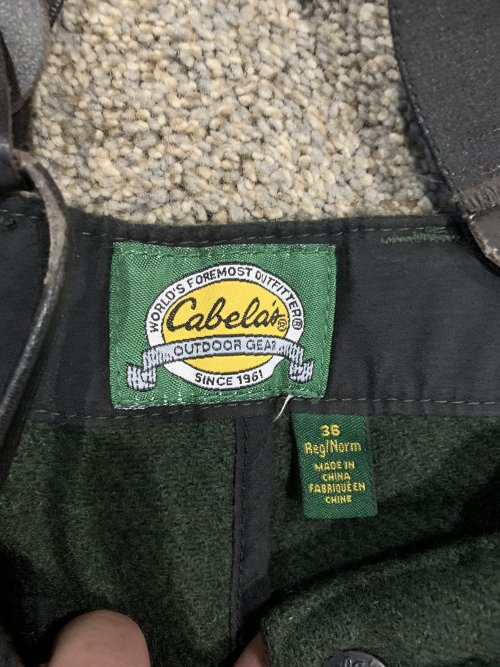 WORLD'S FOREMOST OUTFITTER®
Cabela's®
OUTDOOR GEAR
SINCE 1961
36
Reg/Norm
MADE IN
CHINA
FABRIQUÉ EN
CHINE